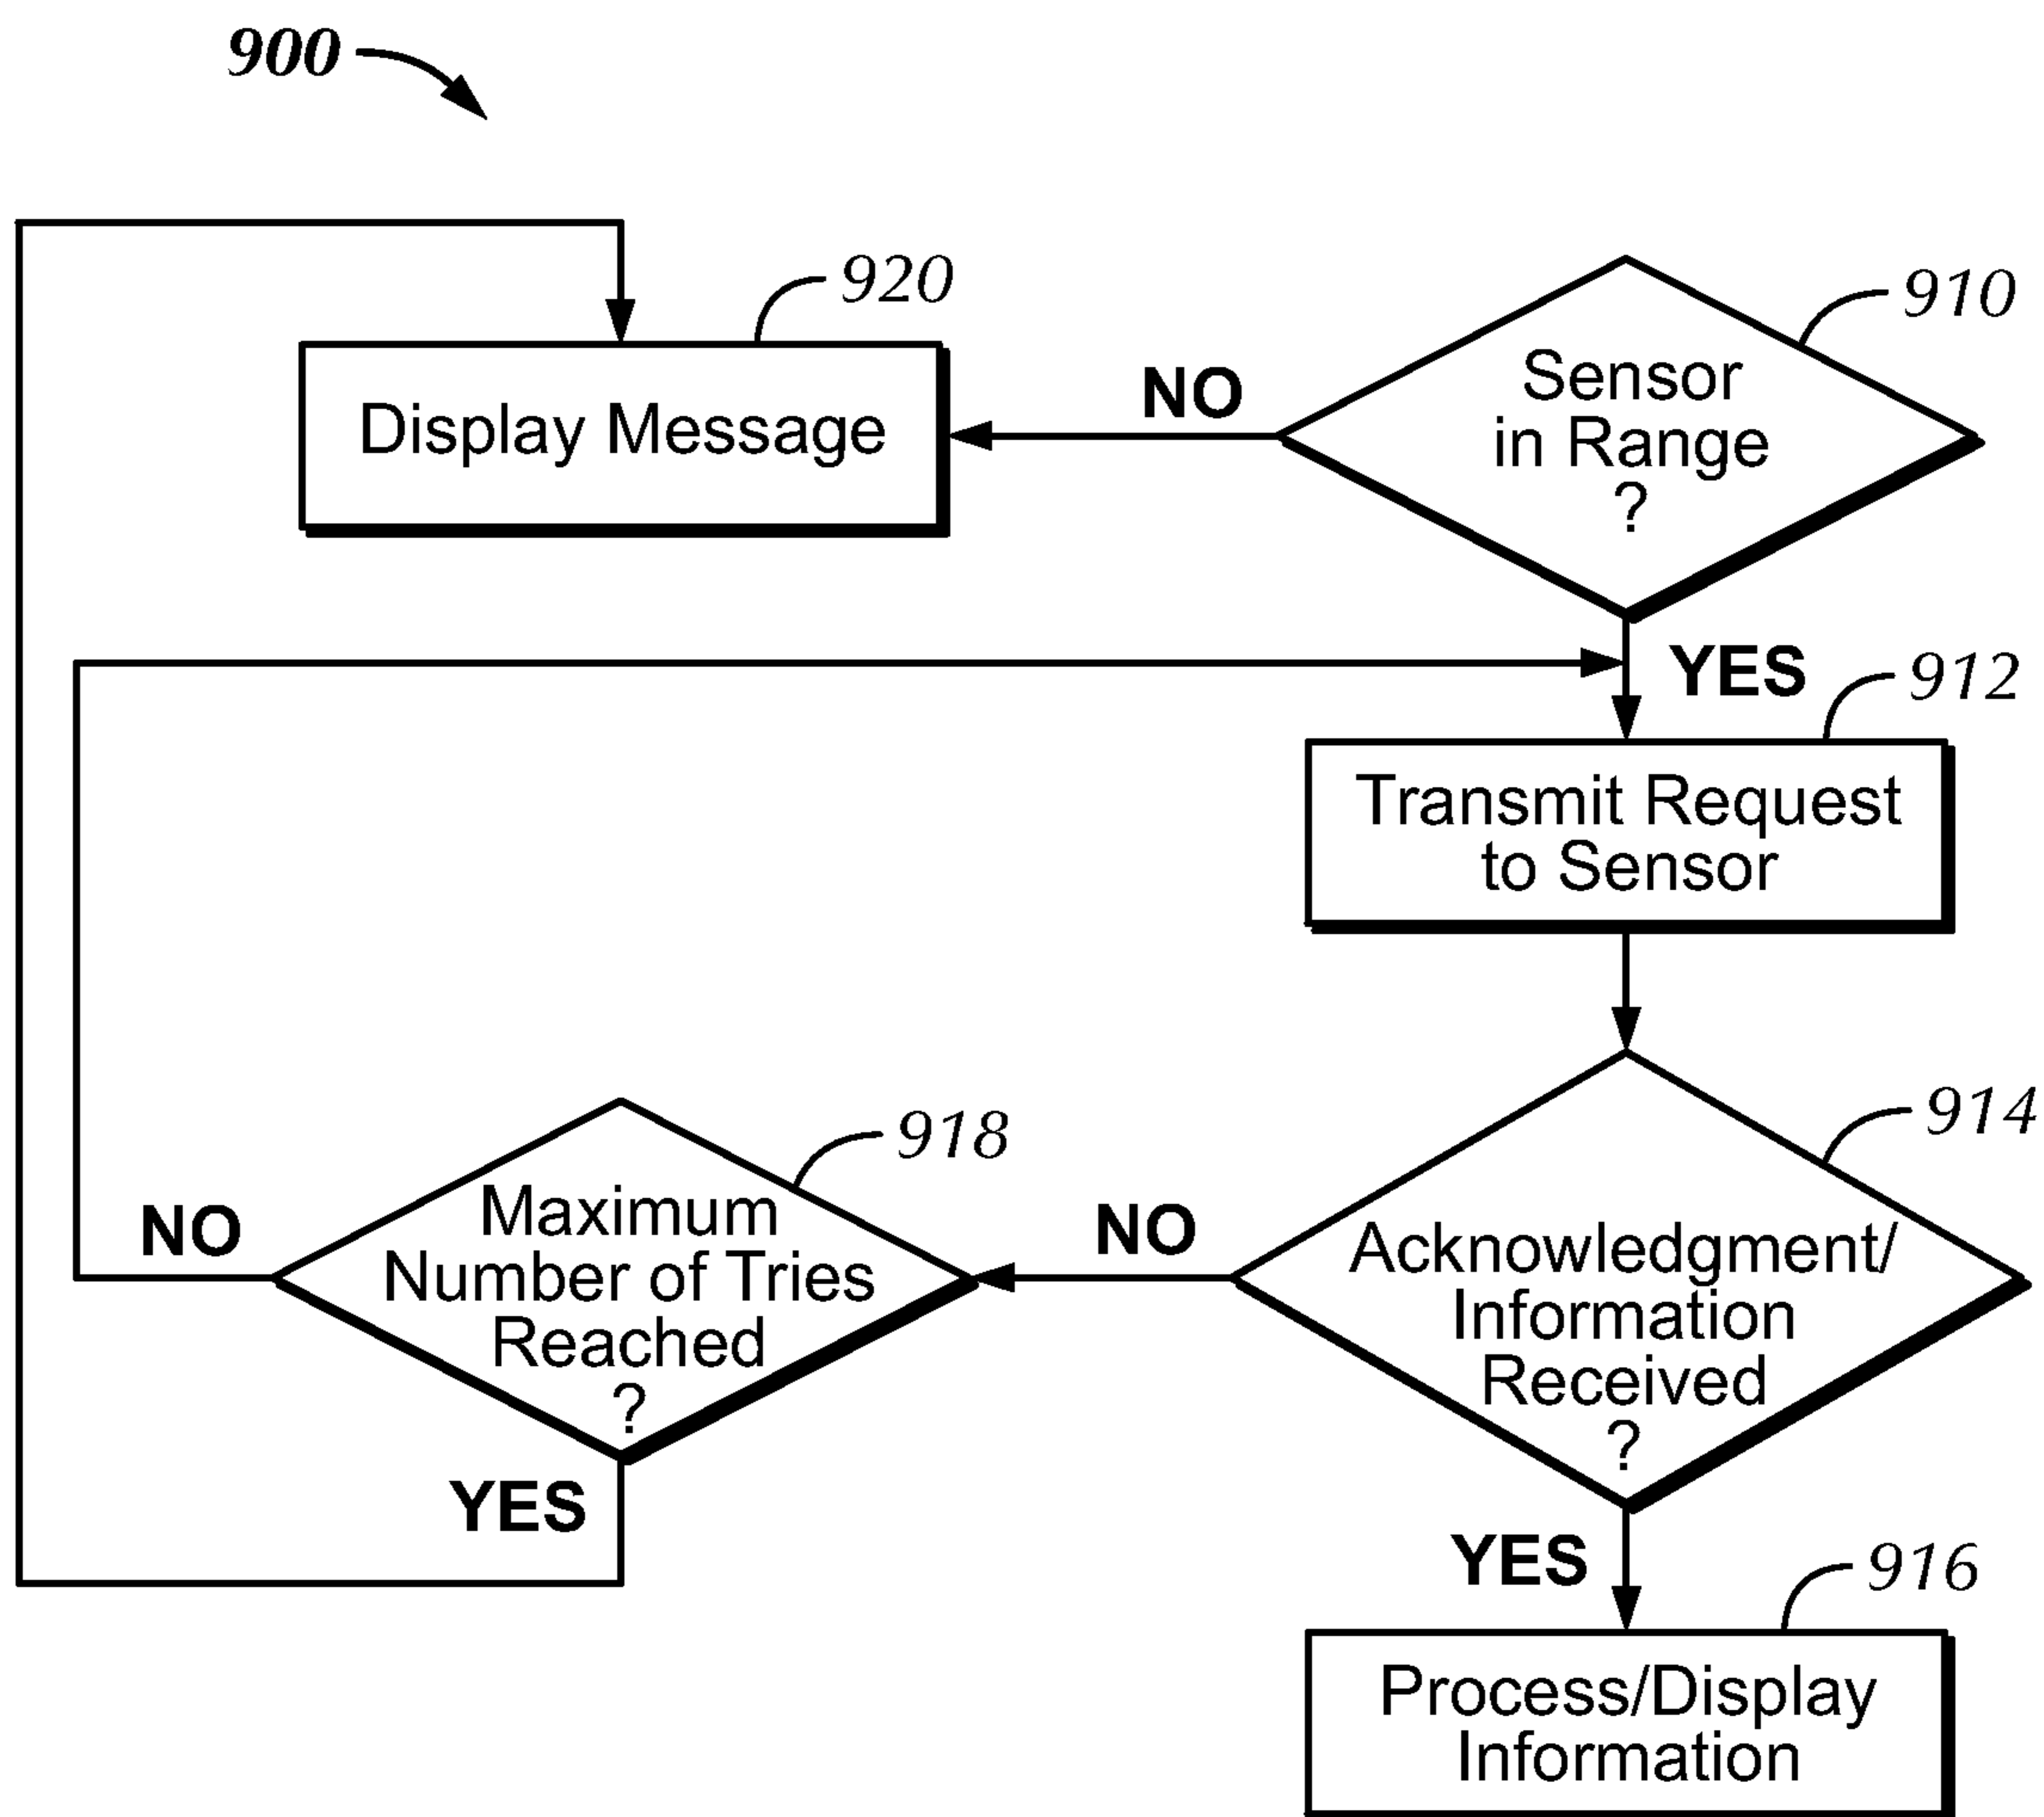 900
920
Display Message
NO
910
Sensor
in Range
?
YES
912
Transmit Request
to Sensor
914
Acknowledgment/
Information
Received
?
NO
918
Maximum
Number of Tries
Reached
?
NO
YES
YES
916
Process/Display
Information